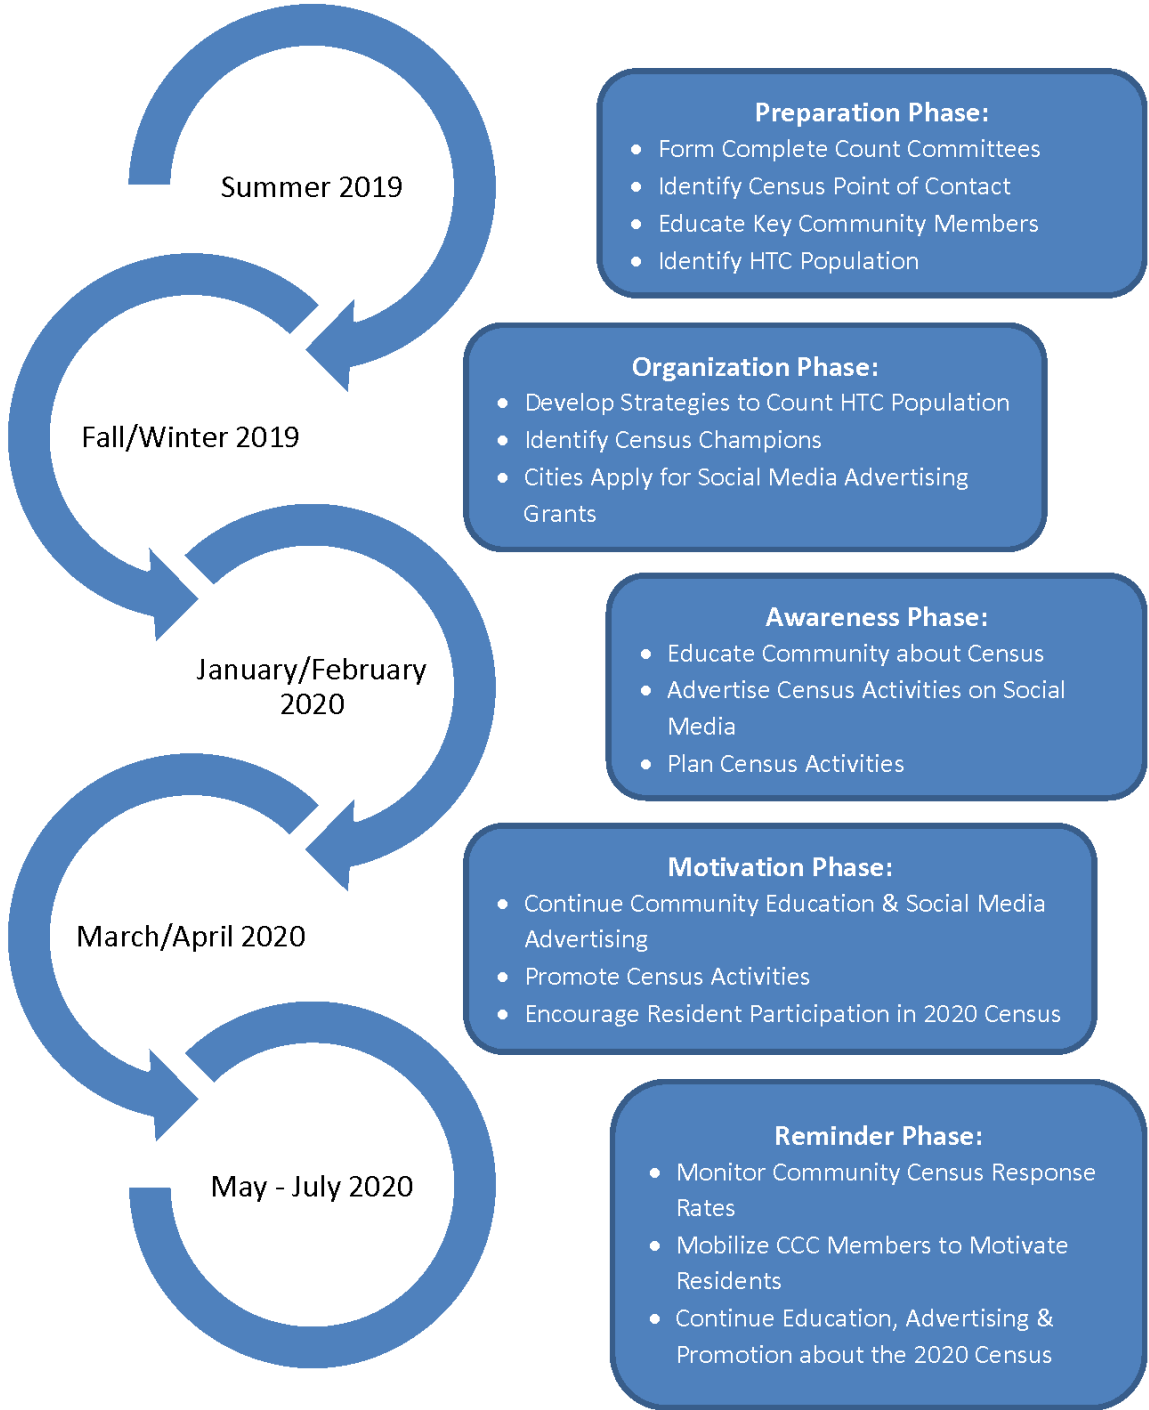 Summer 2019
Preparation Phase:
• Form Complete Count Committees
• Identify Census Point of Contact
• Educate Key Community Members
• Identify HTC Population
Fall/Winter 2019
Organization Phase:
• Develop Strategies to Count HTC Population
• Identify Census Champions
• Cities Apply for Social Media Advertising
Grants
January/February
2020
Awareness Phase:
• Educate Community about Census
• Advertise Census Activities on Social
Media
• Plan Census Activities
March/April 2020
Motivation Phase:
• Continue Community Education & Social Media
Advertising
• Promote Census Activities
• Encourage Resident Participation in 2020 Census
May - July 2020
Reminder Phase:
• Monitor Community Census Response
Rates
• Mobilize CCC Members to Motivate
Residents
• Continue Education, Advertising &
Promotion about the 2020 Census